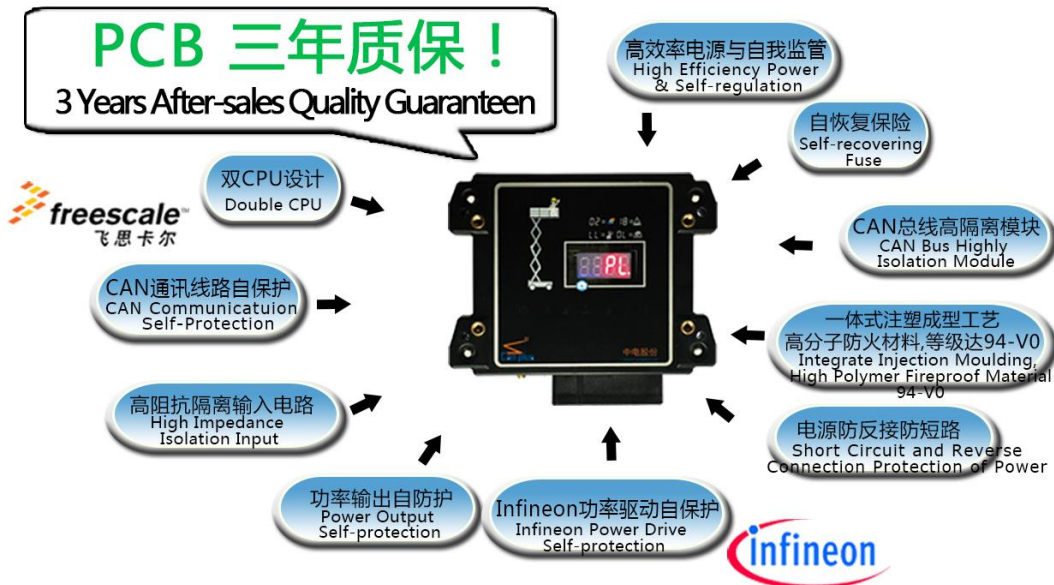 PCB 三年质保！
3 Years After-sales Quality Guaranteen
高效率电源与自我监管
High Efficiency Power
& Self-regulation
自恢复保险
Self-recovering
Fuse
双CPU设计
Double CPU
freescale™
飞思卡尔
CAN总线高隔离模块
CAN Bus Highly
Isolation Module
CAN通讯线路自保护
CAN Communicatuion
Self-Protection
PL
一体式注塑成型工艺
高分子防火材料,等级达94-V0
Integrate Injection Moulding,
High Polymer Fireproof Material
94-V0
中电股份
高阻抗隔离输入电路
High Impedance
Isolation Input
电源防反接防短路
Short Circuit and Reverse
Connection Protection of Power
功率输出自防护
Power Output
Self-protection
Infineon功率驱动自保护
Infineon Power Drive
Self-protection
infineon